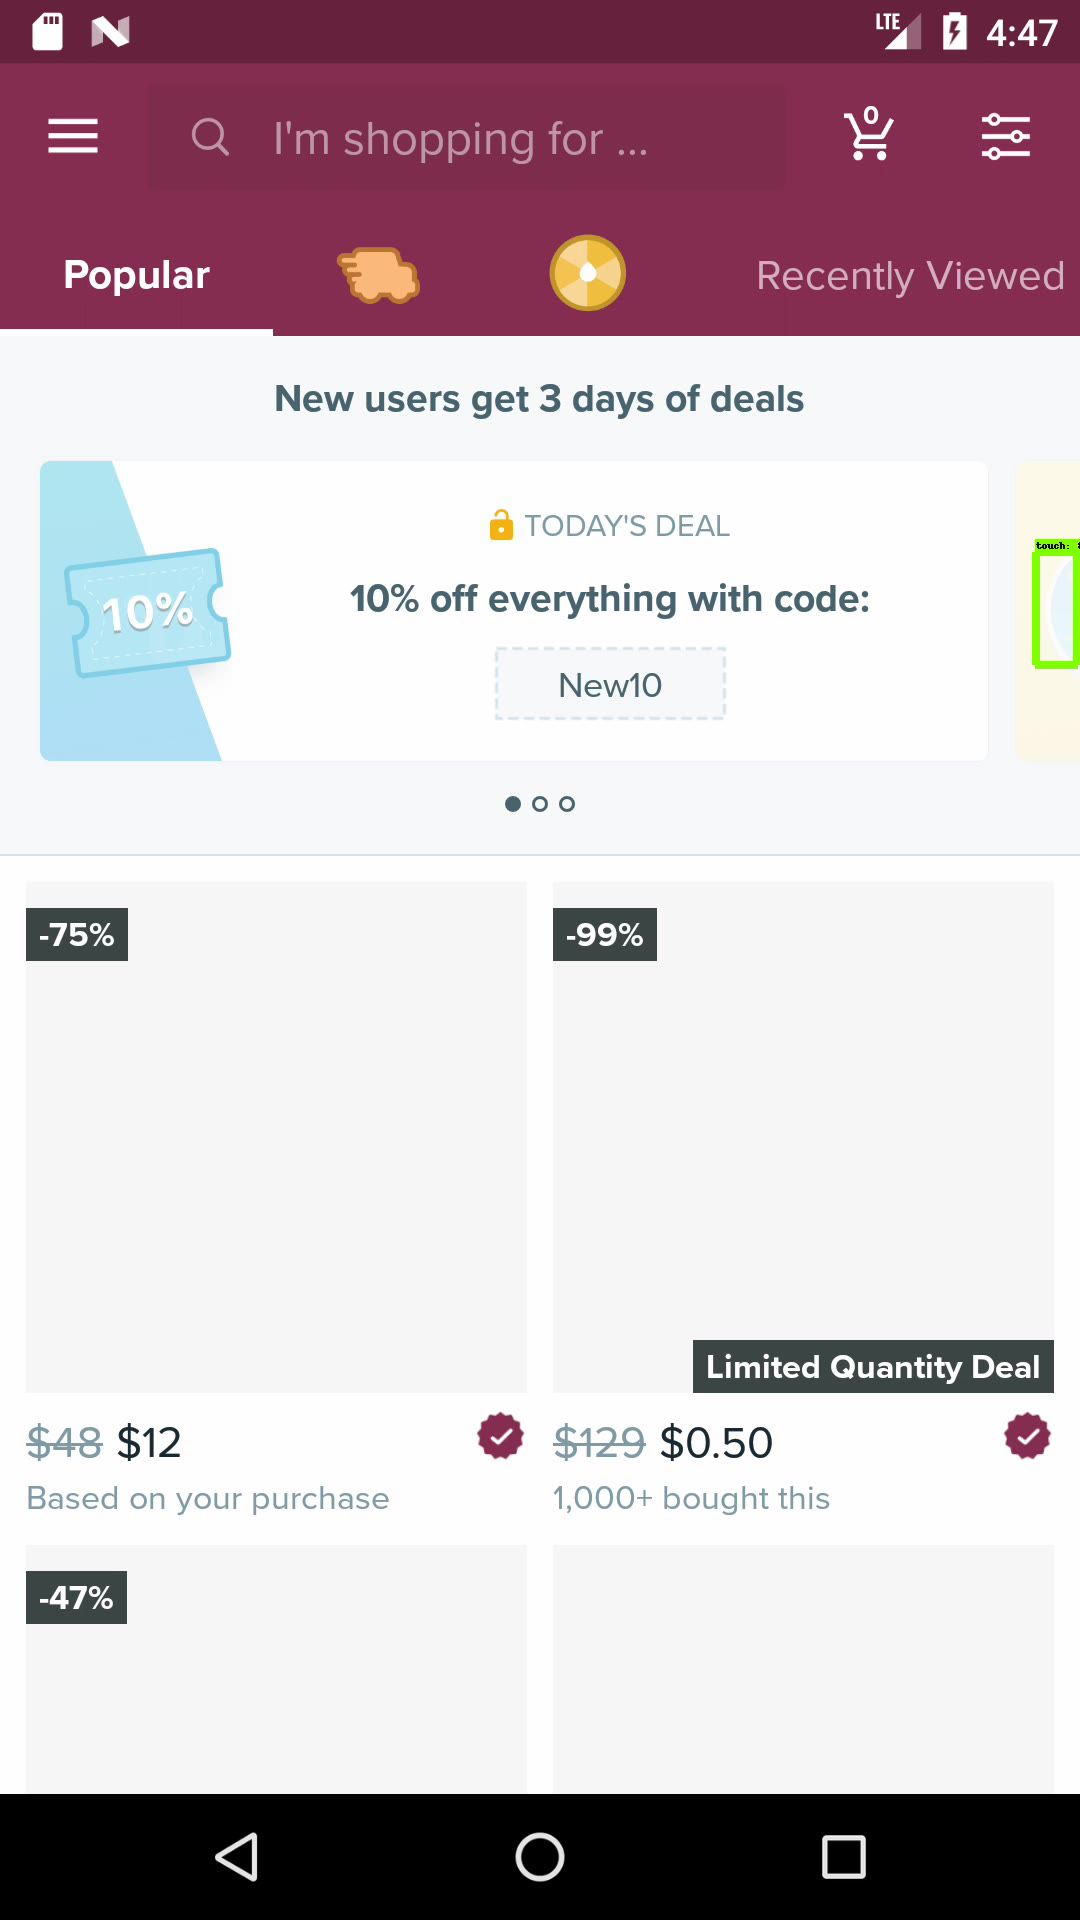 LTE 4:47
I'm shopping for ...
0
Popular
Recently Viewed
New users get 3 days of deals
TODAY'S DEAL
10% off everything with code:
10%
New10
touch:
-75%
-99%
Limited Quantity Deal
$48 $12
$129 $0.50
Based on your purchase
1,000+ bought this
-47%